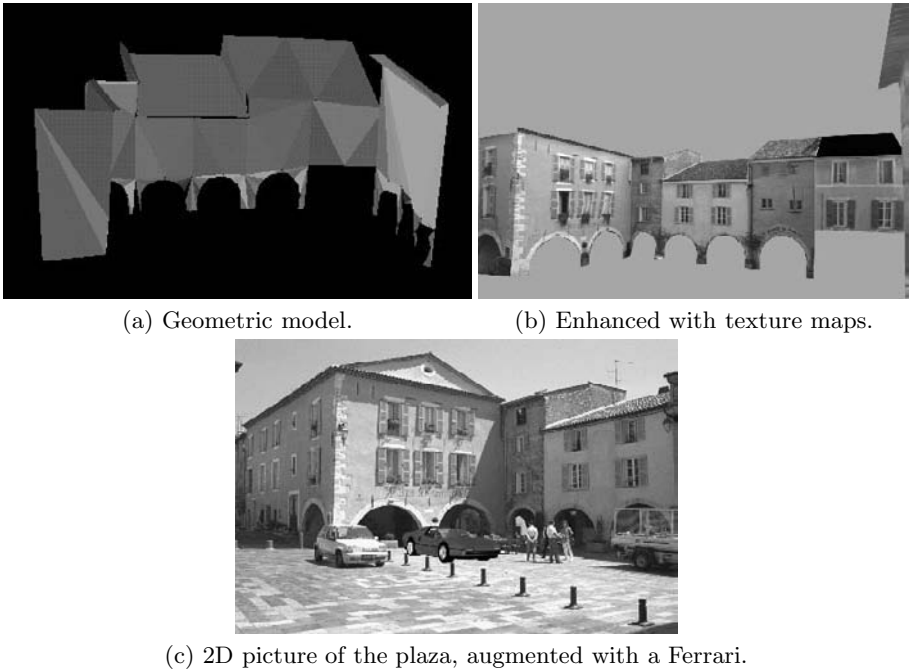 (a) Geometric model.
(b) Enhanced with texture maps.
(c) 2D picture of the plaza, augmented with a Ferrari.